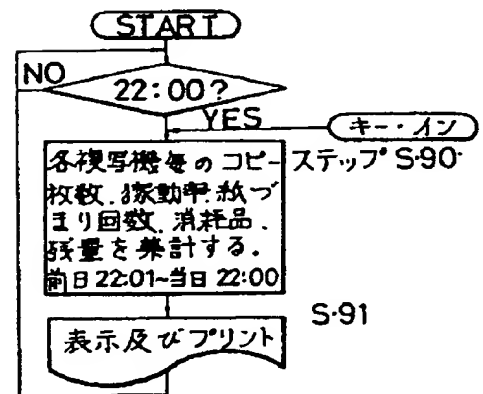 START
NO
22:00?
YES
キー・イン
各複写機毎のコピー
枚数、稼動率、紙づ
まり回数、消耗品、
残量を集計する。
前日22:01~当日22:00
ステップS-90
S-91
表示及びプリント